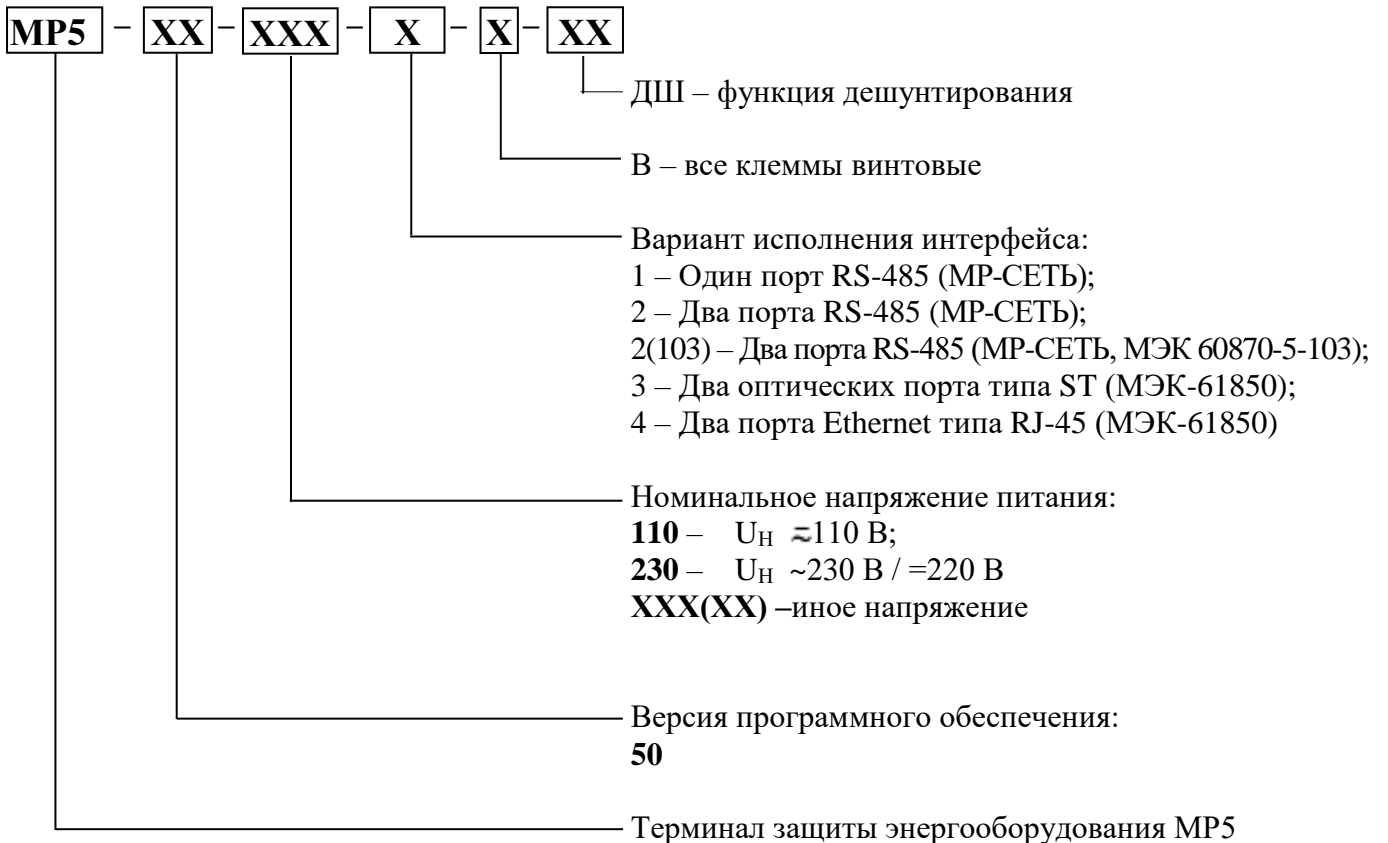 МР5 – XX – XXX – X – X – XX
ДШ – функция дешунтирования
В – все клеммы винтовые
Вариант исполнения интерфейса:
1 – Один порт RS-485 (МР-СЕТЬ);
2 – Два порта RS-485 (МР-СЕТЬ);
2(103) – Два порта RS-485 (МР-СЕТЬ, МЭК 60870-5-103);
3 – Два оптических порта типа ST (МЭК-61850);
4 – Два порта Ethernet типа RJ-45 (МЭК-61850)
Номинальное напряжение питания:
110 – UН ≂110 В;
230 – UН ~230 В / =220 В
XXX(XX) –иное напряжение
Версия программного обеспечения:
50
Терминал защиты энергооборудования МР5